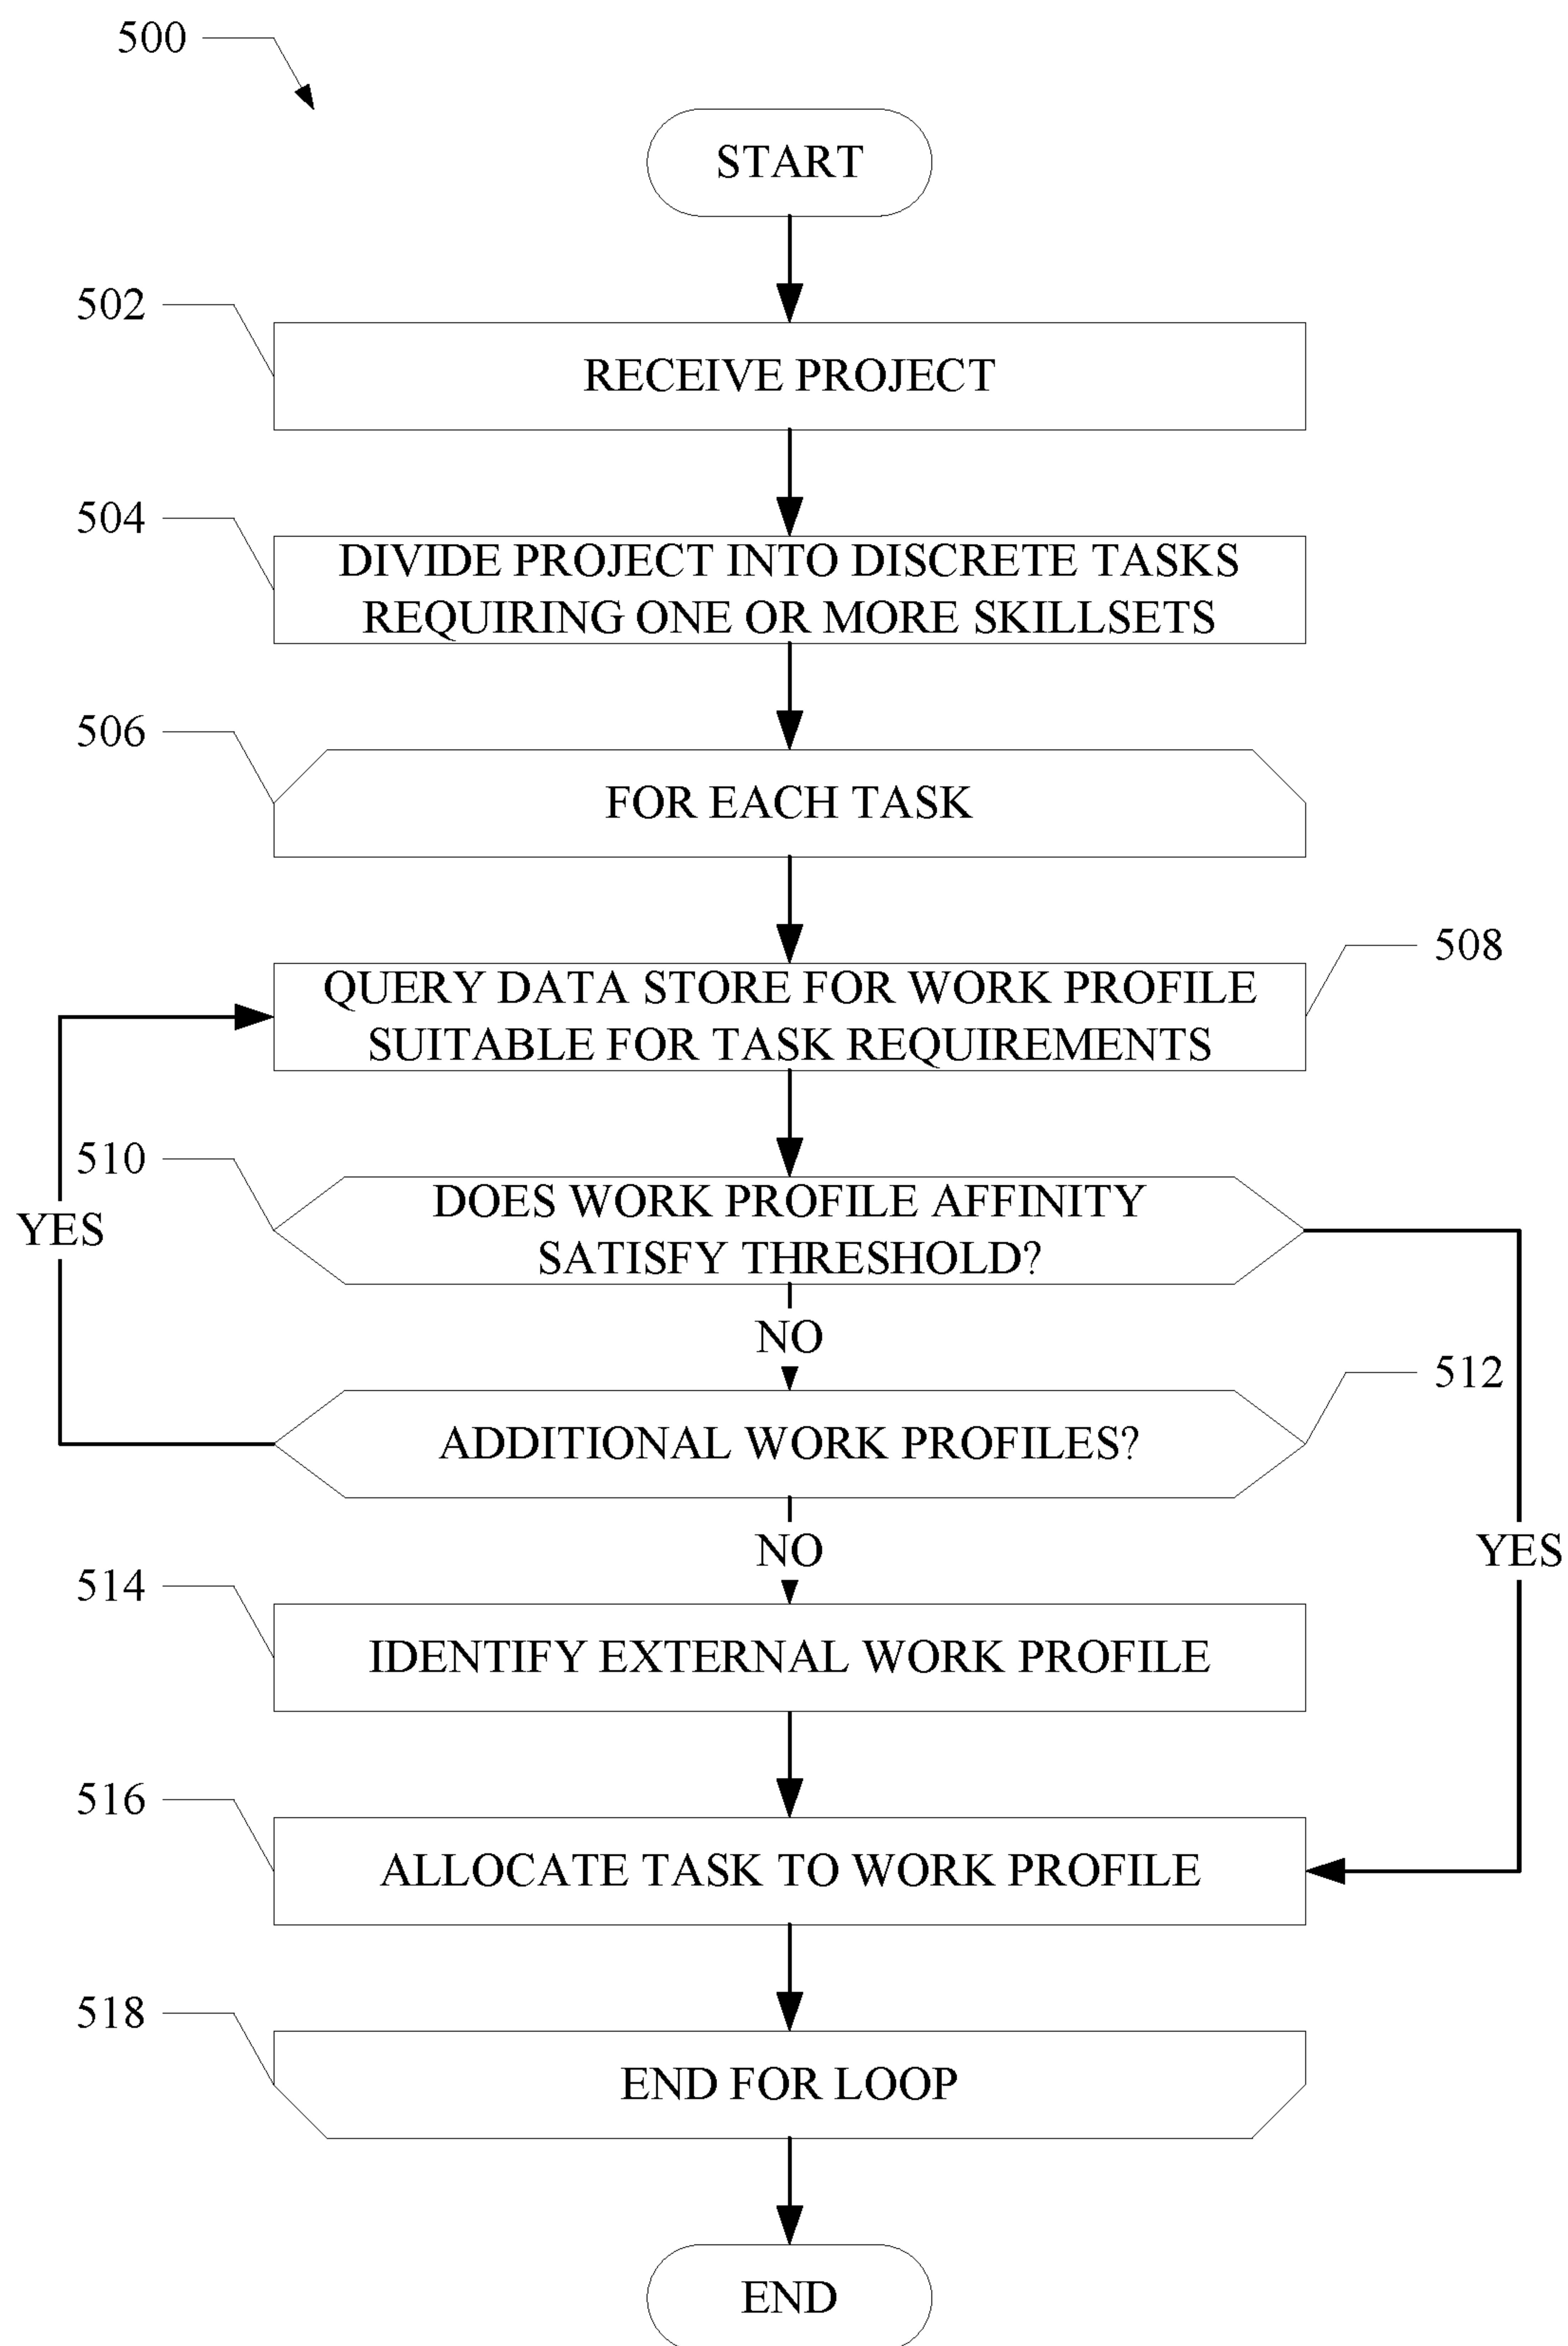 500
START
502
RECEIVE PROJECT
504
DIVIDE PROJECT INTO DISCRETE TASKS
REQUIRING ONE OR MORE SKILLSETS
506
FOR EACH TASK
508
QUERY DATA STORE FOR WORK PROFILE
SUITABLE FOR TASK REQUIREMENTS
510
DOES WORK PROFILE AFFINITY
SATISFY THRESHOLD?
YES
NO
512
ADDITIONAL WORK PROFILES?
NO
YES
514
IDENTIFY EXTERNAL WORK PROFILE
516
ALLOCATE TASK TO WORK PROFILE
518
END FOR LOOP
END